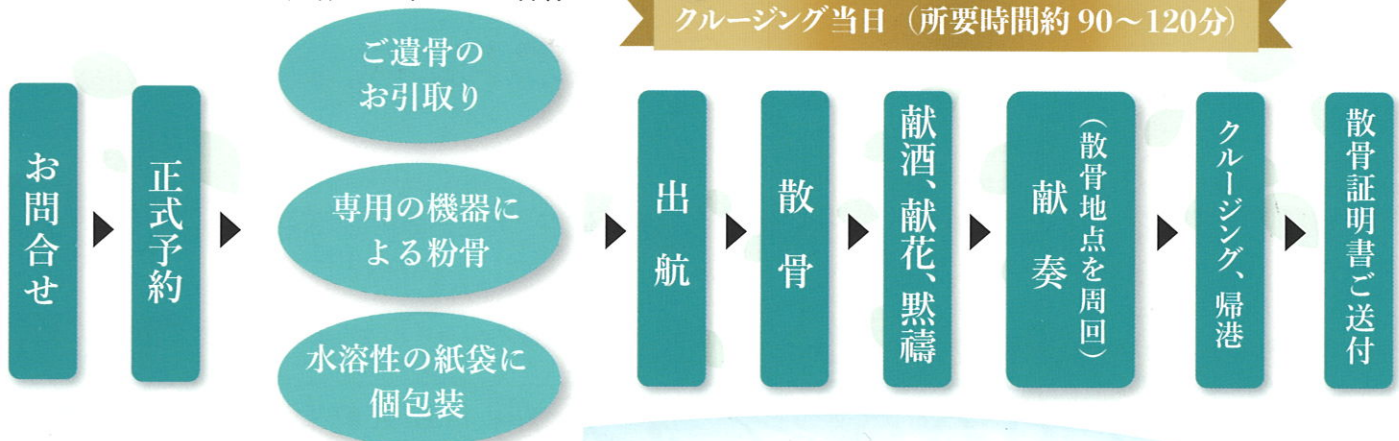 クルージング当日（所要時間約 90～120分）
お問合せ
正式予約
ご遺骨の
お引取り
専用の機器に
よる粉骨
水溶性の紙袋に
個包装
出航
散骨
献酒、献花、黙禱
献奏
（散骨地点を周回）
クルージング、帰港
散骨証明書ご送付